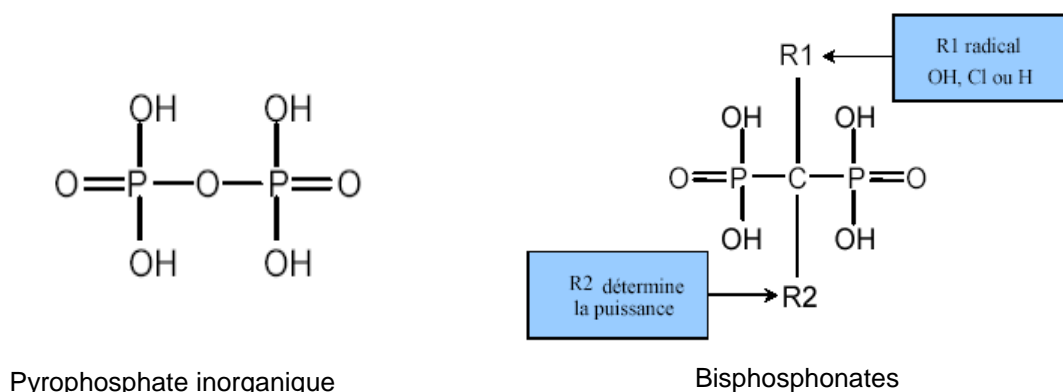 OH
OH
O=P-O-P=O
OH
OH
Pyrophosphate inorganique
R1 radical
OH, Cl ou H
R1
OH
OH
O=P-C-P=O
OH
OH
R2 détermine
la puissance
R2
Bisphosphonates